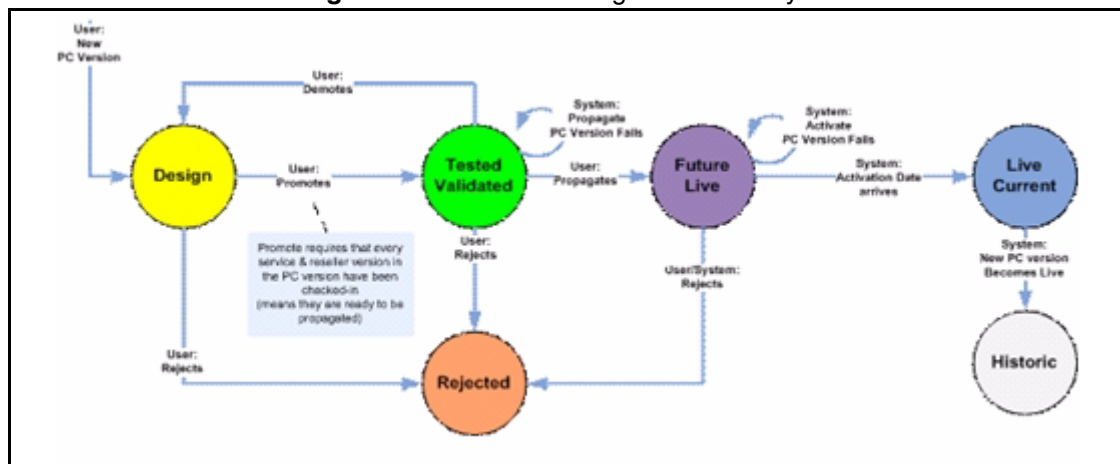 User:
New
PC Version
User:
Demotes
System:
Propagate
PC Version Fails
System:
Activate
PC Version Fails
Design
User:
Promotes
Tested
Validated
User:
Propagates
Future
Live
System:
Activation Date
arrives
Live
Current
Promote requires that every
service & reseller version in
the PC version have been
checked-in
(means they are ready to be
propagated)
User:
Rejects
User/System:
Rejects
System:
New PC version
Becomes Live
User:
Rejects
Rejected
Historic